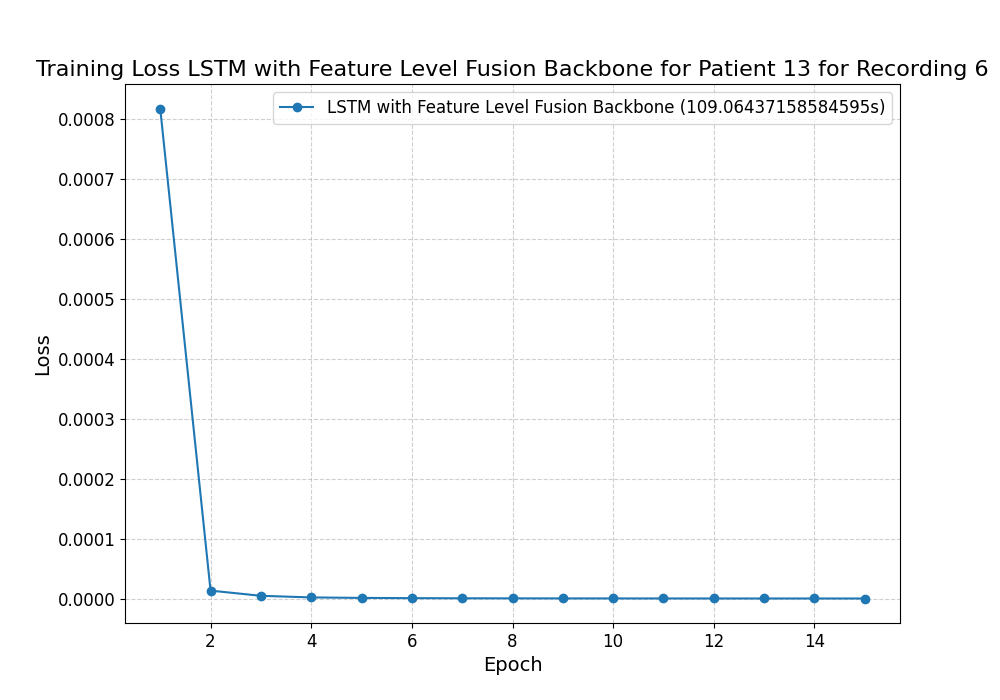 Training Loss LSTM with Feature Level Fusion Backbone for Patient 13 for Recording 6
LSTM with Feature Level Fusion Backbone (109.06437158584595s)
Loss
0.0008
0.0007
0.0006
0.0005
0.0004
0.0003
0.0002
0.0001
0.0000
2 4 6 8 10 12 14
Epoch